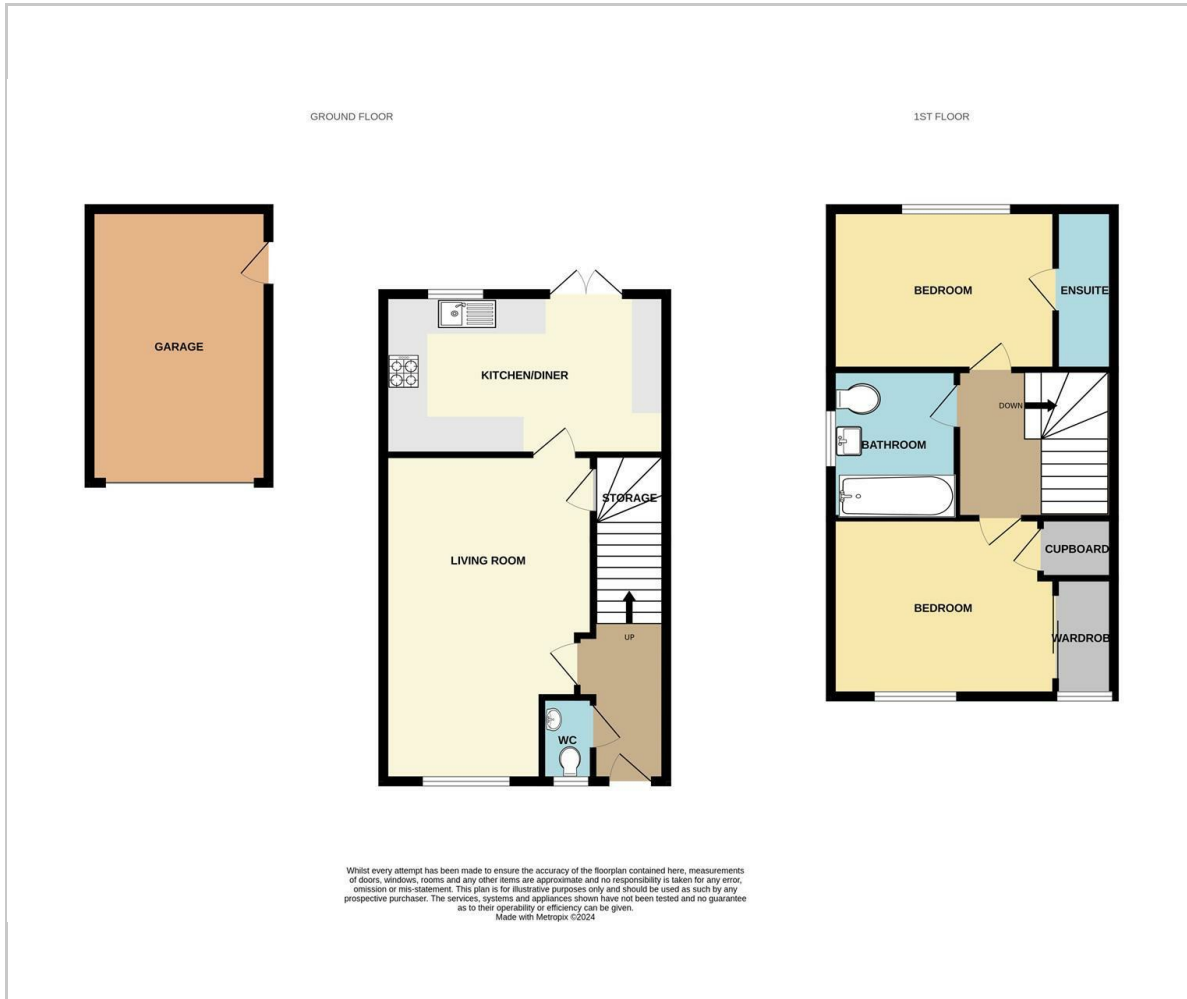 GROUND FLOOR
1ST FLOOR
GARAGE
KITCHEN/DINER
LIVING ROOM
STORAGE
UP
WC
BEDROOM
ENSUITE
DOWN
BATHROOM
CUPBOARD
BEDROOM
WARDROB
Whilst every attempt has been made to ensure the accuracy of the floorplan contained here, measurements
of doors, windows, rooms and any other items are approximate and no responsibility is taken for any error,
omission or mis-statement. This plan is for illustrative purposes only and should be used as such by any
prospective purchaser. The services, systems and appliances shown have not been tested and no guarantee
as to their operability or efficiency can be given.
Made with Metropix ©2024